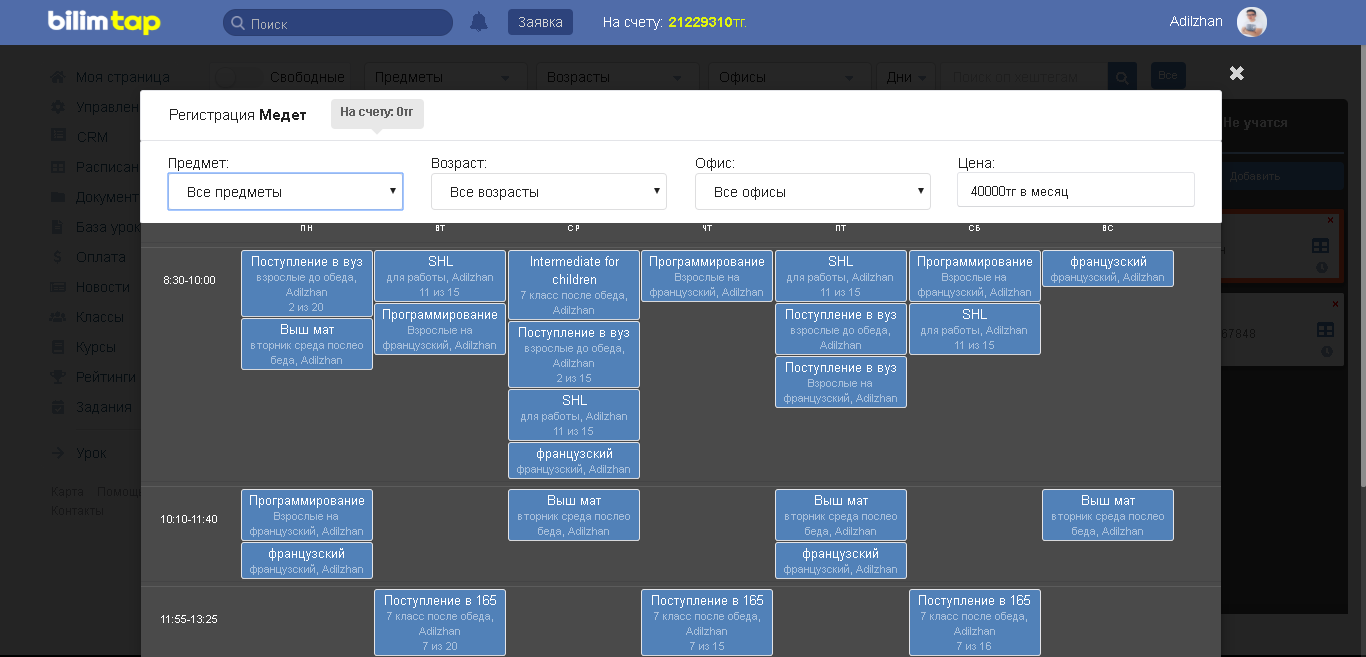 bilimtap
Поиск
Заявка
На счету: 21229310тг.
Adilzhan
Моя страница
Свободные
Предметы
Возрасты
Офисы
Дни
Поиск по хештегам
Все
Регистрация Медет
На счету: 0тг
Управлен
CRM
Расписан
Документ
База урок
Оплата
Новости
Классы
Курсы
Рейтинги
Задания
Урок
Карта Помощь
Контакты
Не учатся
Добавить
67848
Предмет:
Возраст:
Офис:
Цена:
Все предметы
Все возрасты
Все офисы
40000тг в месяц
ПН ВТ СР ЧТ ПТ СБ ВС
8:30-10:00
Поступление в вуз
взрослые до обеда,
Adilzhan
2 из 20
Выш мат
вторник среда послео
беда, Adilzhan
SHL
для работы, Adilzhan
11 из 15
Программирование
Взрослые на
французский, Adilzhan
Intermediate for
children
7 класс после обеда,
Adilzhan
Поступление в вуз
взрослые до обеда,
Adilzhan
2 из 15
SHL
для работы, Adilzhan
11 из 15
французский
французский, Adilzhan
Программирование
Взрослые на
французский, Adilzhan
SHL
для работы, Adilzhan
11 из 15
Поступление в вуз
взрослые до обеда,
Adilzhan
Поступление в вуз
Взрослые на
французский, Adilzhan
Программирование
Взрослые на
французский, Adilzhan
SHL
для работы, Adilzhan
11 из 15
французский
французский, Adilzhan
10:10-11:40
Программирование
Взрослые на
французский, Adilzhan
французский
французский, Adilzhan
Выш мат
вторник среда послео
беда, Adilzhan
Выш мат
вторник среда послео
беда, Adilzhan
французский
французский, Adilzhan
Выш мат
вторник среда послео
беда, Adilzhan
11:55-13:25
Поступление в 165
7 класс после обеда,
Adilzhan
7 из 20
Поступление в 165
7 класс после обеда,
Adilzhan
7 из 15
Поступление в 165
7 класс после обеда,
Adilzhan
7 из 16